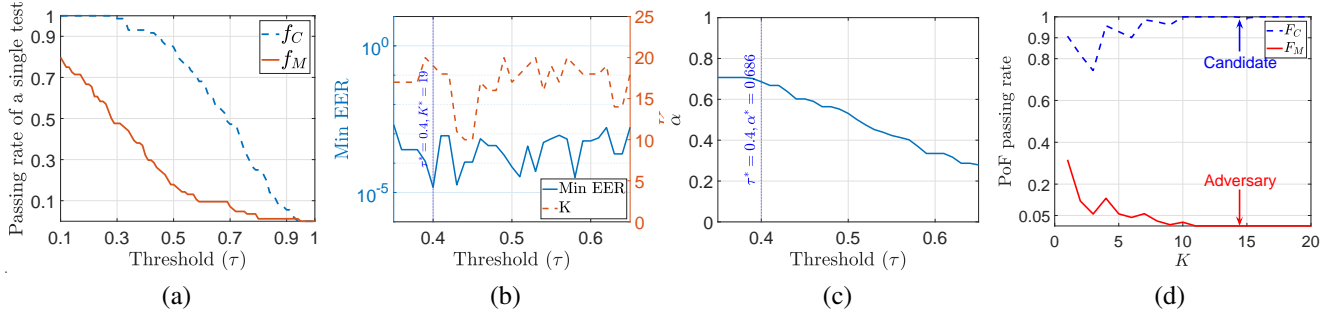 Passing rate of a single test
1
0.9
0.7
0.5
0.3
0.1
0.1
0.3
0.5
0.7
0.9
1
Threshold (τ)
f_C
f_M
(a)
Min EER
10^0
10^-5
τ* = 0.4, K* = 19
25
20
15
10
5
0
K
0.4
0.5
0.6
Threshold (τ)
Min EER
K
(b)
α
1
0.8
0.6
0.4
0.2
0
τ* = 0.4, α* = 0.686
0.4
0.5
0.6
Threshold (τ)
(c)
PoF passing rate
1
0.9
0.8
0.4
0.2
0.05
F_C
F_M
Candidate
Adversary
0
5
10
15
20
K
(d)